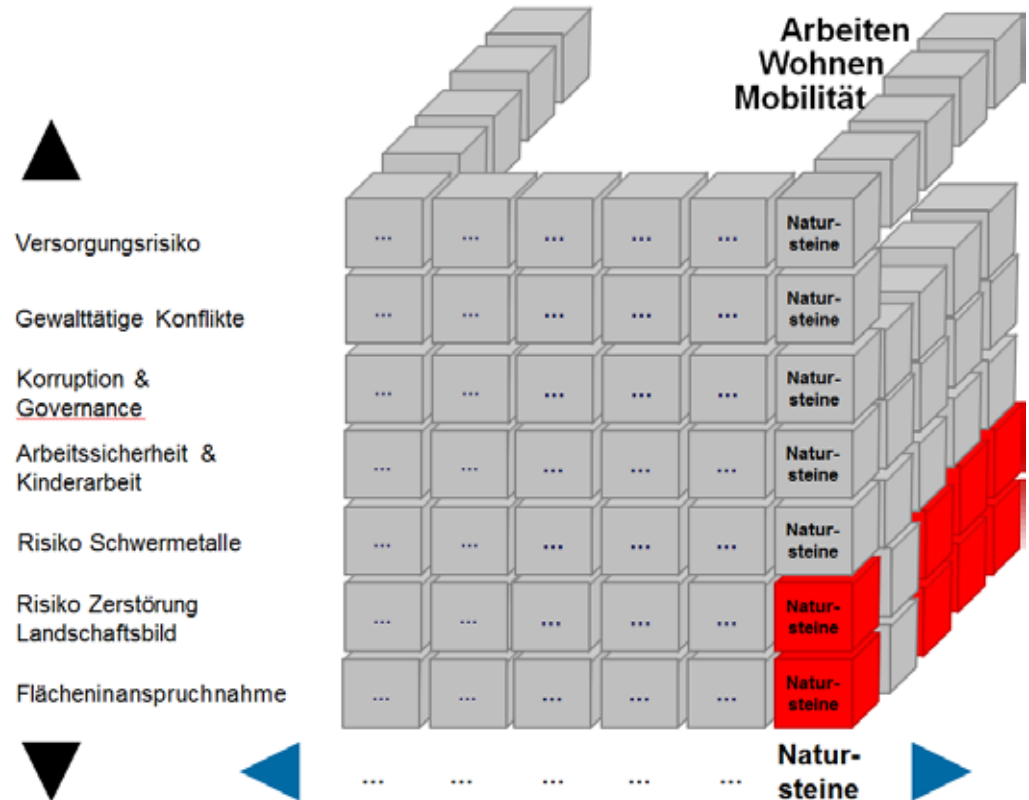 Arbeiten
Wohnen
Mobilität
Versorgungsrisiko
... ... ... ... ... Natur-
steine
Gewalttätige Konflikte
... ... ... ... ... Natur-
steine
Korruption &
Governance
... ... ... ... ... Natur-
steine
Arbeitssicherheit &
Kinderarbeit
... ... ... ... ... Natur-
steine
Risiko Schwermetalle
... ... ... ... ... Natur-
steine
Risiko Zerstörung
Landschaftsbild
... ... ... ... ... Natur-
steine
Flächeninanspruchnahme
... ... ... ... ... Natur-
steine
... ... ... ... ... Natur-
steine